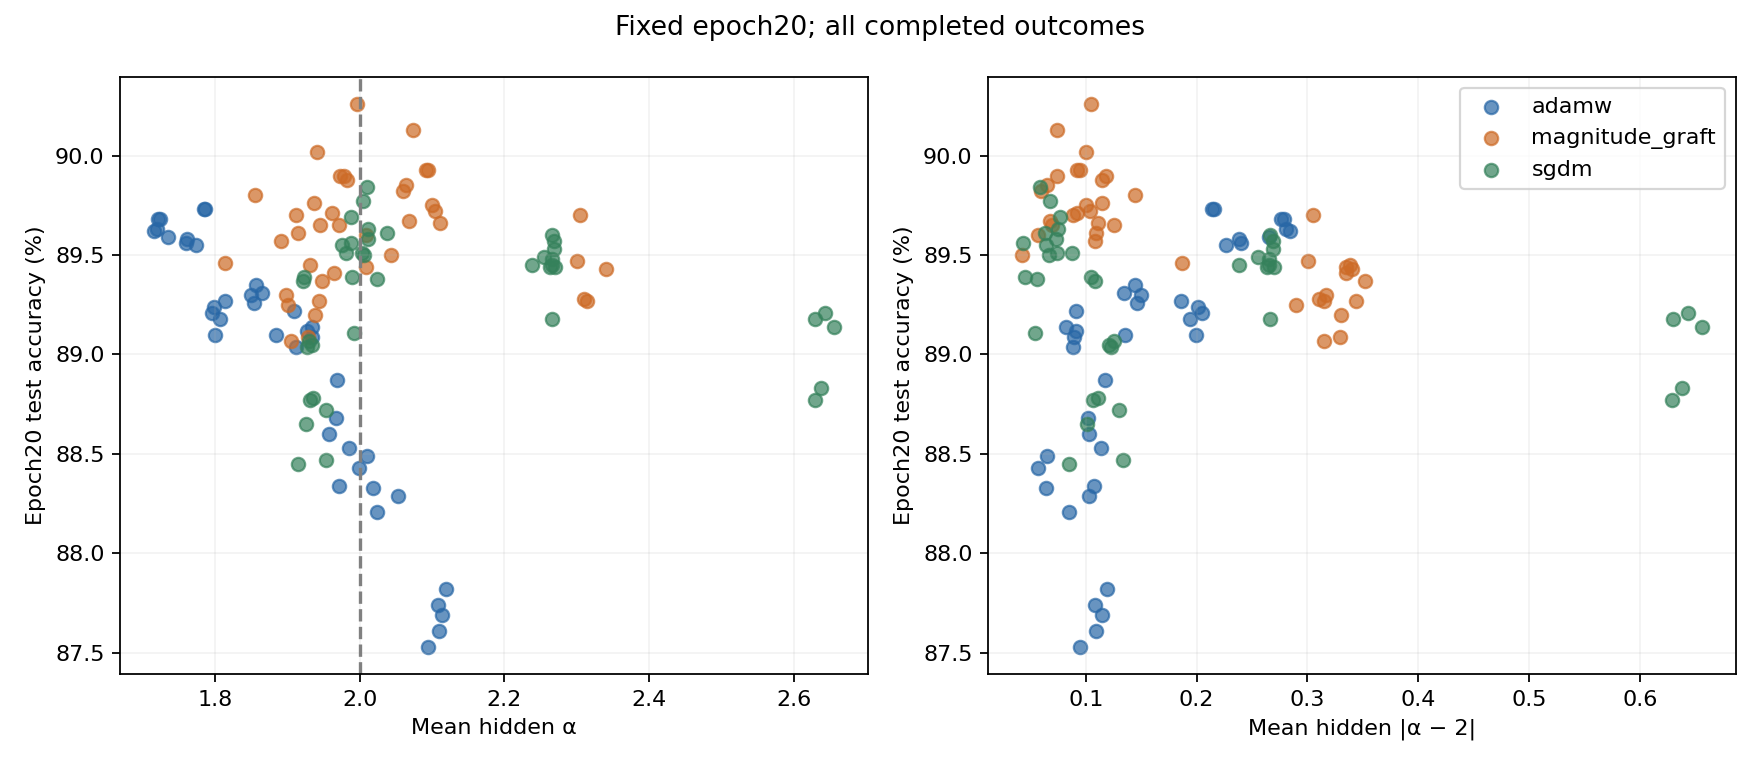 Fixed epoch20; all completed outcomes
Epoch20 test accuracy (%)
90.0
89.5
89.0
88.5
88.0
87.5
1.8
2.0
2.2
2.4
2.6
Mean hidden α
Epoch20 test accuracy (%)
90.0
89.5
89.0
88.5
88.0
87.5
0.1
0.2
0.3
0.4
0.5
0.6
Mean hidden |α − 2|
adamw
magnitude_graft
sgdm